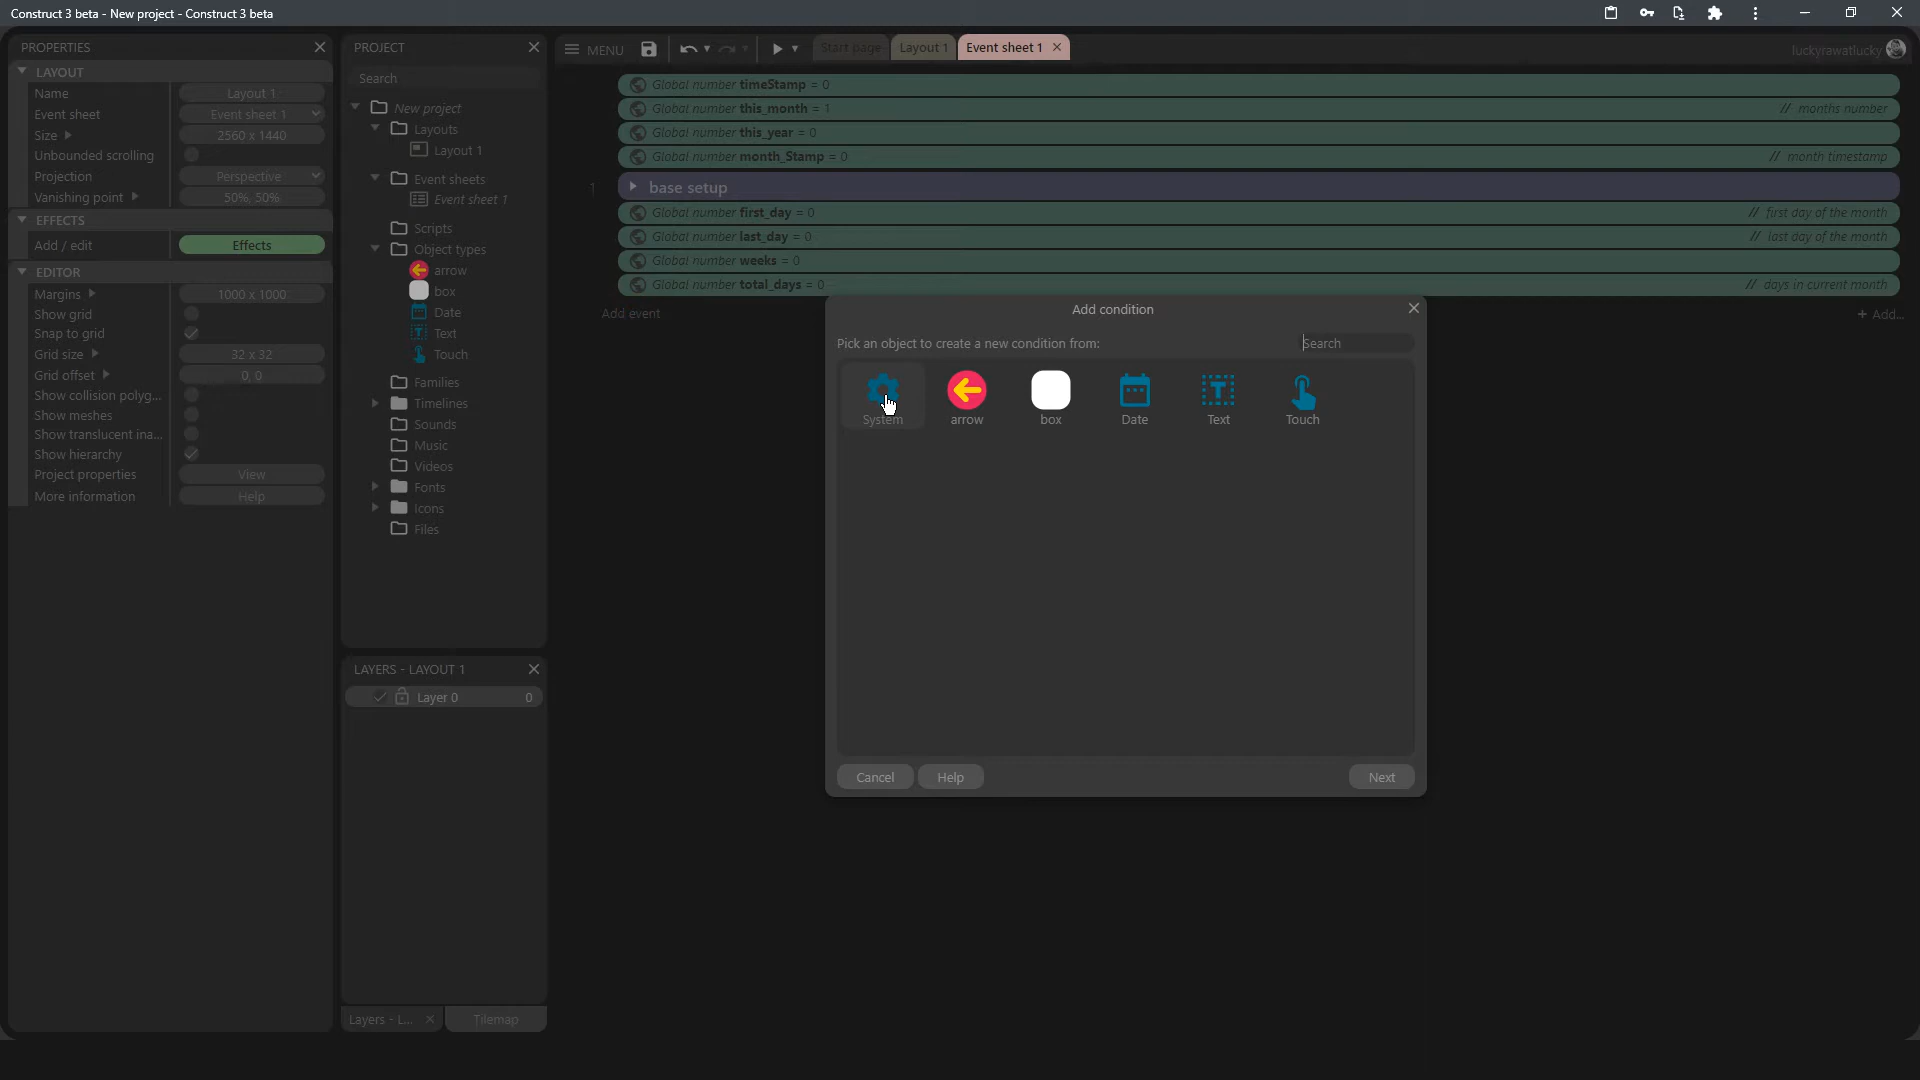 Construct 3 beta - New project - Construct 3 beta
PROPERTIES
LAYOUT
Name Layout 1
Event sheet Event sheet 1
Size 2560 x 1440
Unbounded scrolling
Projection Perspective
Vanishing point 50%, 50%
EFFECTS
Add / edit Effects
EDITOR
Margins 1000 x 1000
Show grid
Snap to grid
Grid size 32 x 32
Grid offset 0, 0
Show collision polyg...
Show meshes
Show translucent ina...
Show hierarchy
Project properties View
More information Help
PROJECT
Search
New project
Layouts
Layout 1
Event sheets
Event sheet 1
Scripts
Object types
arrow
box
Date
Text
Touch
Families
Timelines
Sounds
Music
Videos
Fonts
Icons
Files
LAYERS - LAYOUT 1
Layer 0 0
Layers - L...
Tilemap
MENU
Start page
Layout 1
Event sheet 1
luckyrawatlucky
Global number timeStamp = 0
Global number this_month = 1 // months number
Global number this_year = 0
Global number month_Stamp = 0 // month timestamp
1 base setup
Global number first_day = 0 // first day of the month
Global number last_day = 0 // last day of the month
Global number weeks = 0
Global number total_days = 0 // days in current month
Add event
+ Add...
Add condition
Pick an object to create a new condition from:
Search
System
arrow
box
Date
Text
Touch
Cancel
Help
Next